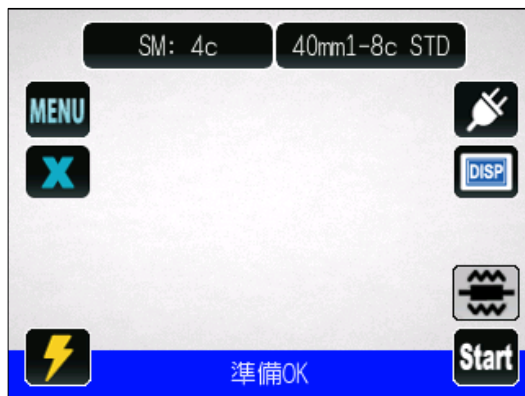 SM: 4c
40mm1-8c STD
MENU
X
DISP
準備OK
Start